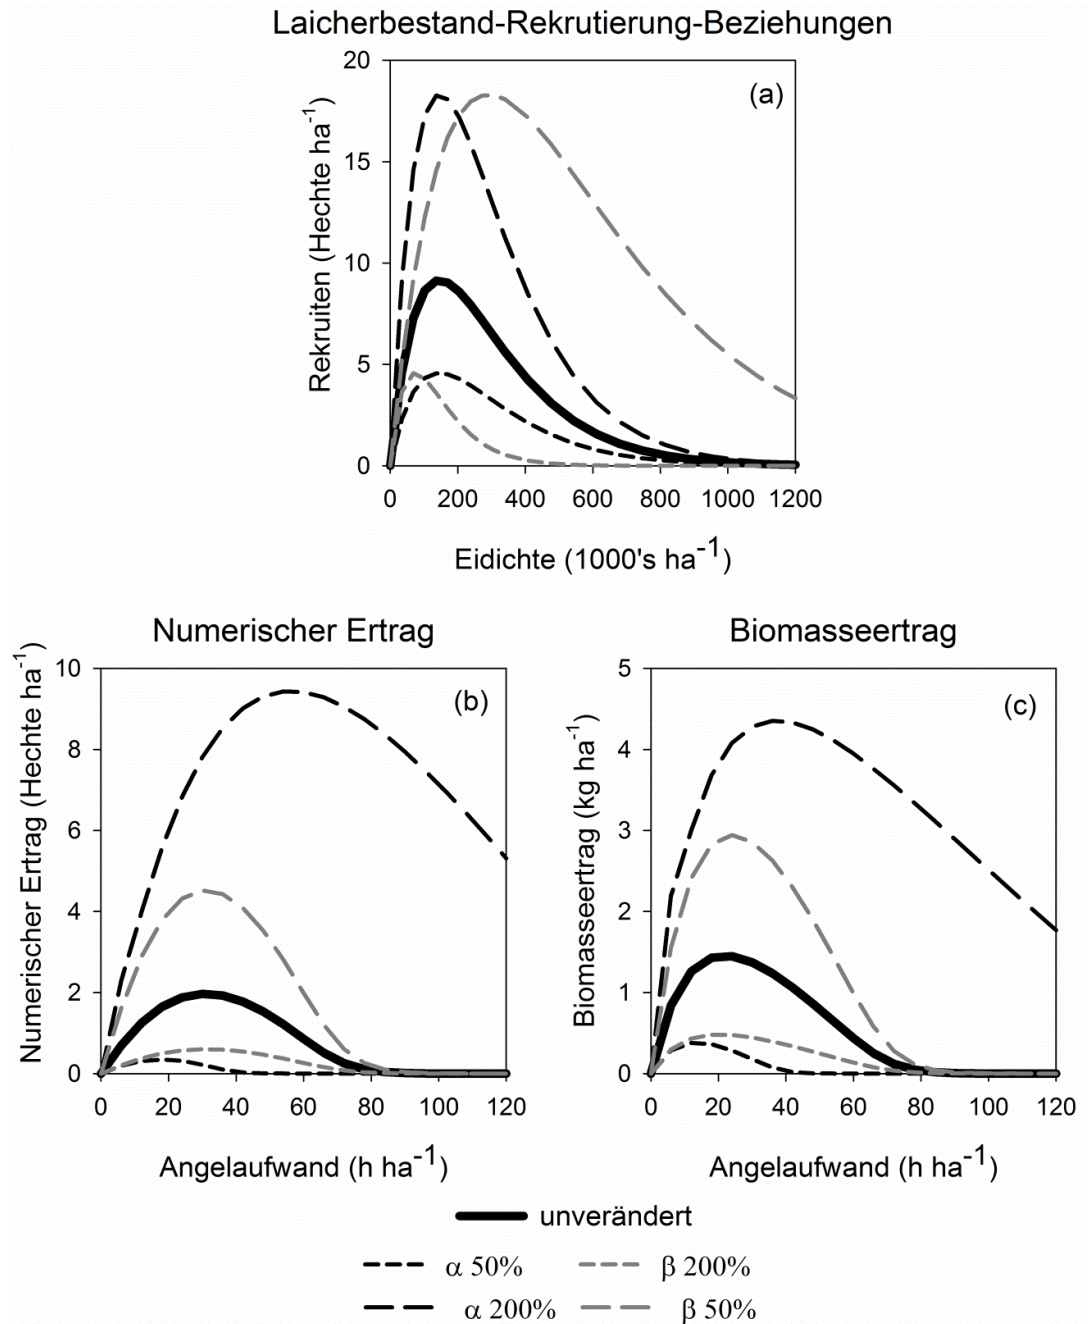 Laicherbestand-Rekrutierung-Beziehungen
(a)
20
15
10
5
0
Rekruiten (Hechte ha-1)
0 200 400 600 800 1000 1200
Eidichte (1000's ha-1)
Numerischer Ertrag
(b)
10
8
6
4
2
0
Numerischer Ertrag (Hechte ha-1)
0 20 40 60 80 100 120
Angelaufwand (h ha-1)
Biomasseertrag
(c)
5
4
3
2
1
0
Biomasseertrag (kg ha-1)
0 20 40 60 80 100 120
Angelaufwand (h ha-1)
unverändert
α 50% β 200%
α 200% β 50%